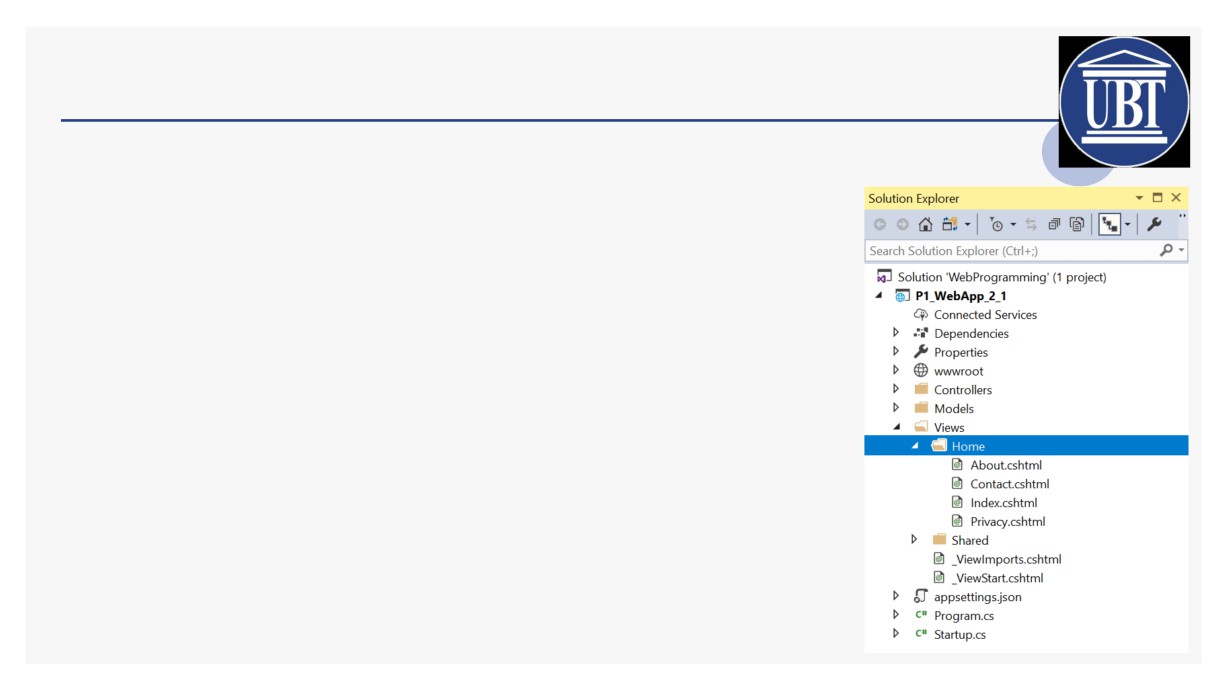 UBT
Solution Explorer
Search Solution Explorer (Ctrl+;)
Solution 'WebProgramming' (1 project)
P1_WebApp_2_1
Connected Services
Dependencies
Properties
wwwroot
Controllers
Models
Views
Home
About.cshtml
Contact.cshtml
Index.cshtml
Privacy.cshtml
Shared
_ViewImports.cshtml
_ViewStart.cshtml
appsettings.json
C# Program.cs
C# Startup.cs